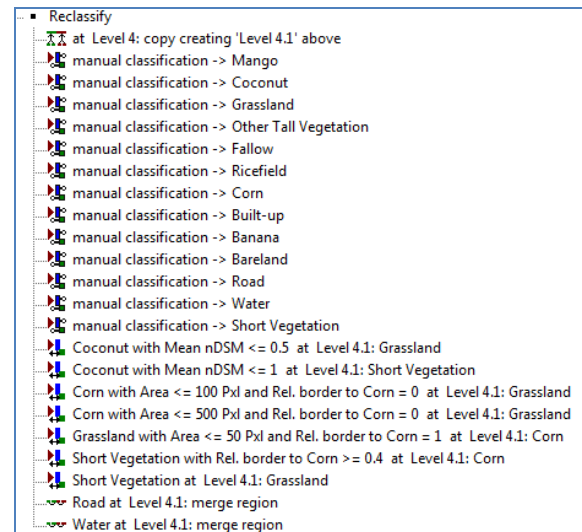 Reclassify
at Level 4: copy creating 'Level 4.1' above
manual classification -> Mango
manual classification -> Coconut
manual classification -> Grassland
manual classification -> Other Tall Vegetation
manual classification -> Fallow
manual classification -> Ricefield
manual classification -> Corn
manual classification -> Built-up
manual classification -> Banana
manual classification -> Bareland
manual classification -> Road
manual classification -> Water
manual classification -> Short Vegetation
Coconut with Mean nDSM <= 0.5 at Level 4.1: Grassland
Coconut with Mean nDSM <= 1 at Level 4.1: Short Vegetation
Corn with Area <= 100 Pxl and Rel. border to Corn = 0 at Level 4.1: Grassland
Corn with Area <= 500 Pxl and Rel. border to Corn = 0 at Level 4.1: Grassland
Grassland with Area <= 50 Pxl and Rel. border to Corn = 1 at Level 4.1: Corn
Short Vegetation with Rel. border to Corn >= 0.4 at Level 4.1: Corn
Short Vegetation at Level 4.1: Grassland
Road at Level 4.1: merge region
Water at Level 4.1: merge region